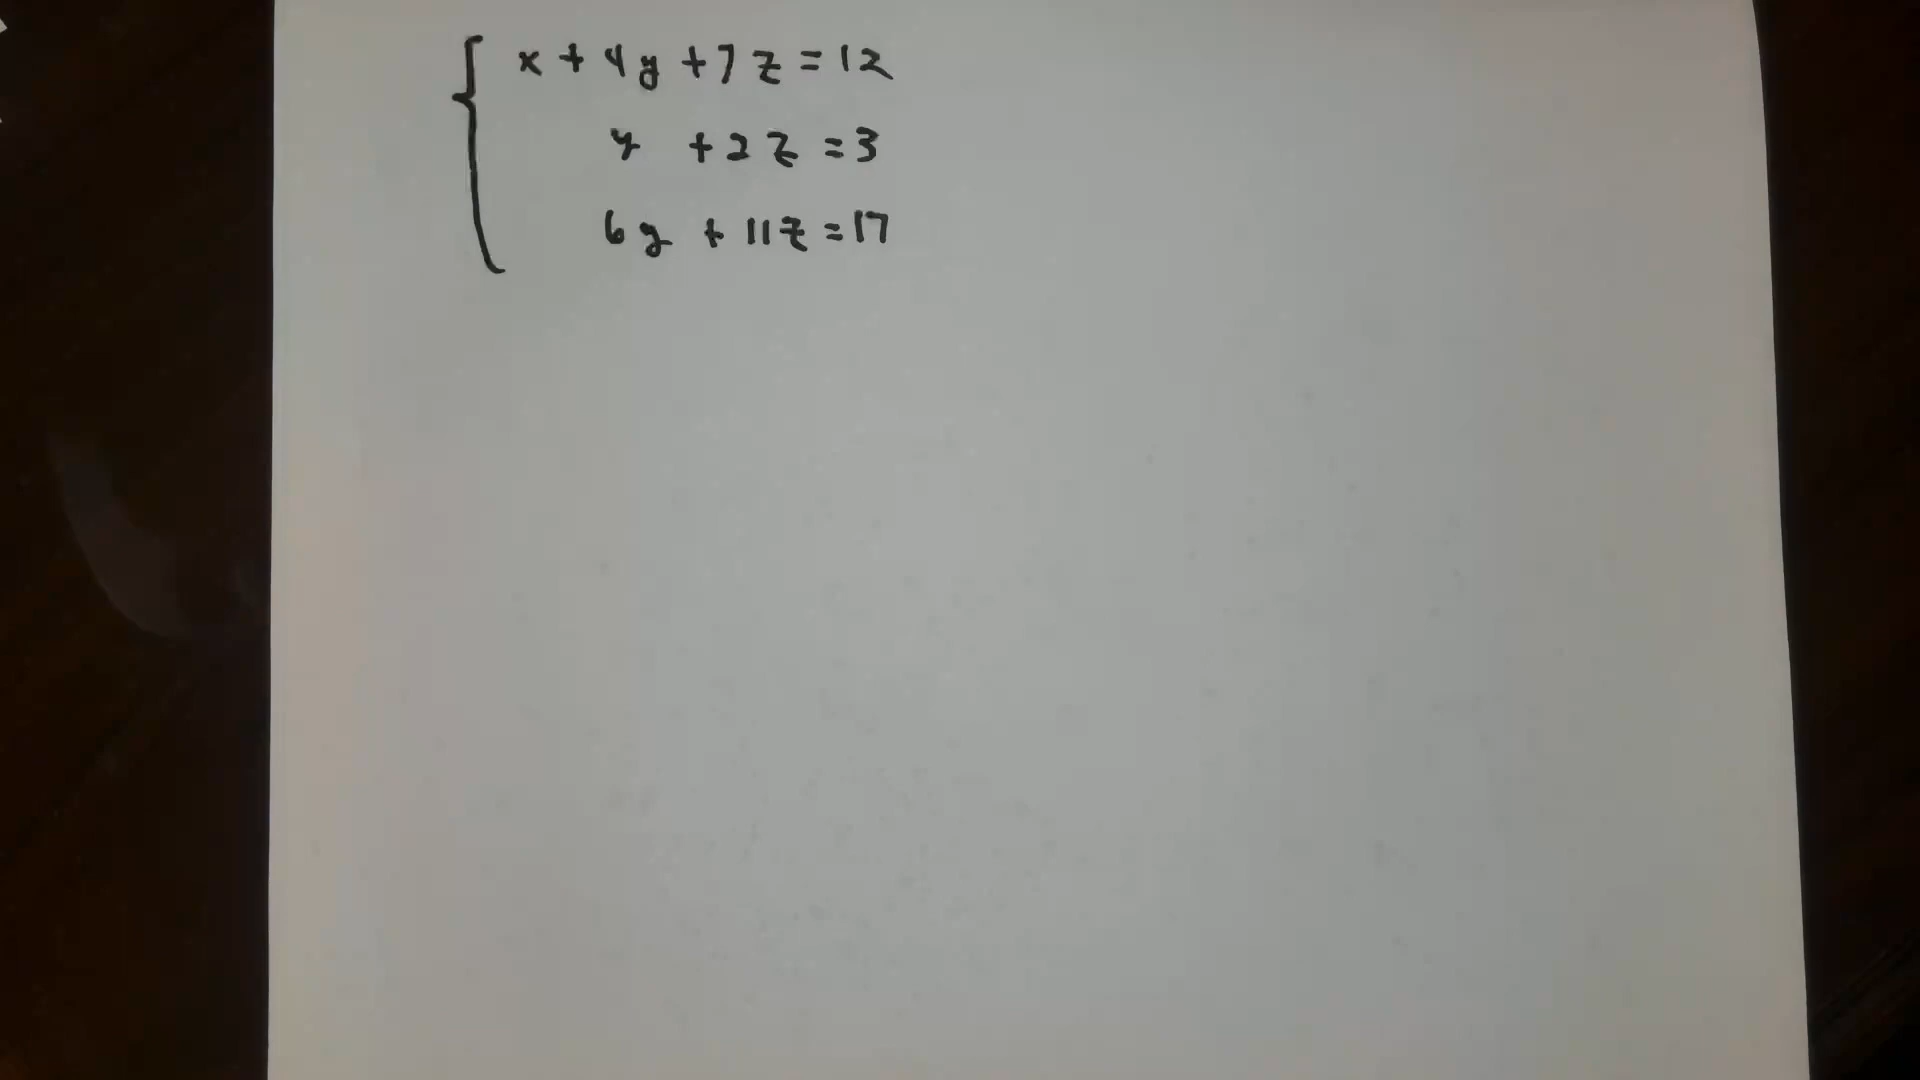 x + 4y + 7z = 12
y + 2z = 3
6y + 11z = 17